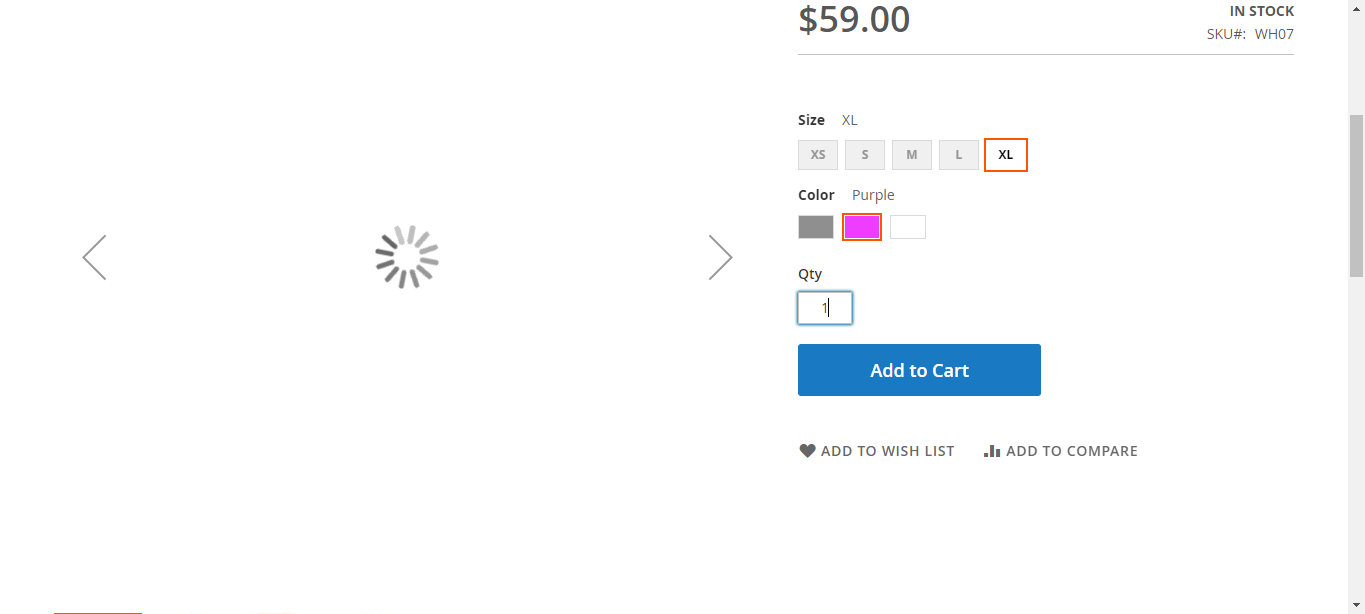 $59.00
IN STOCK
SKU#: WH07
Size XL
XS S M L XL
Color Purple
Qty
1
Add to Cart
ADD TO WISH LIST ADD TO COMPARE